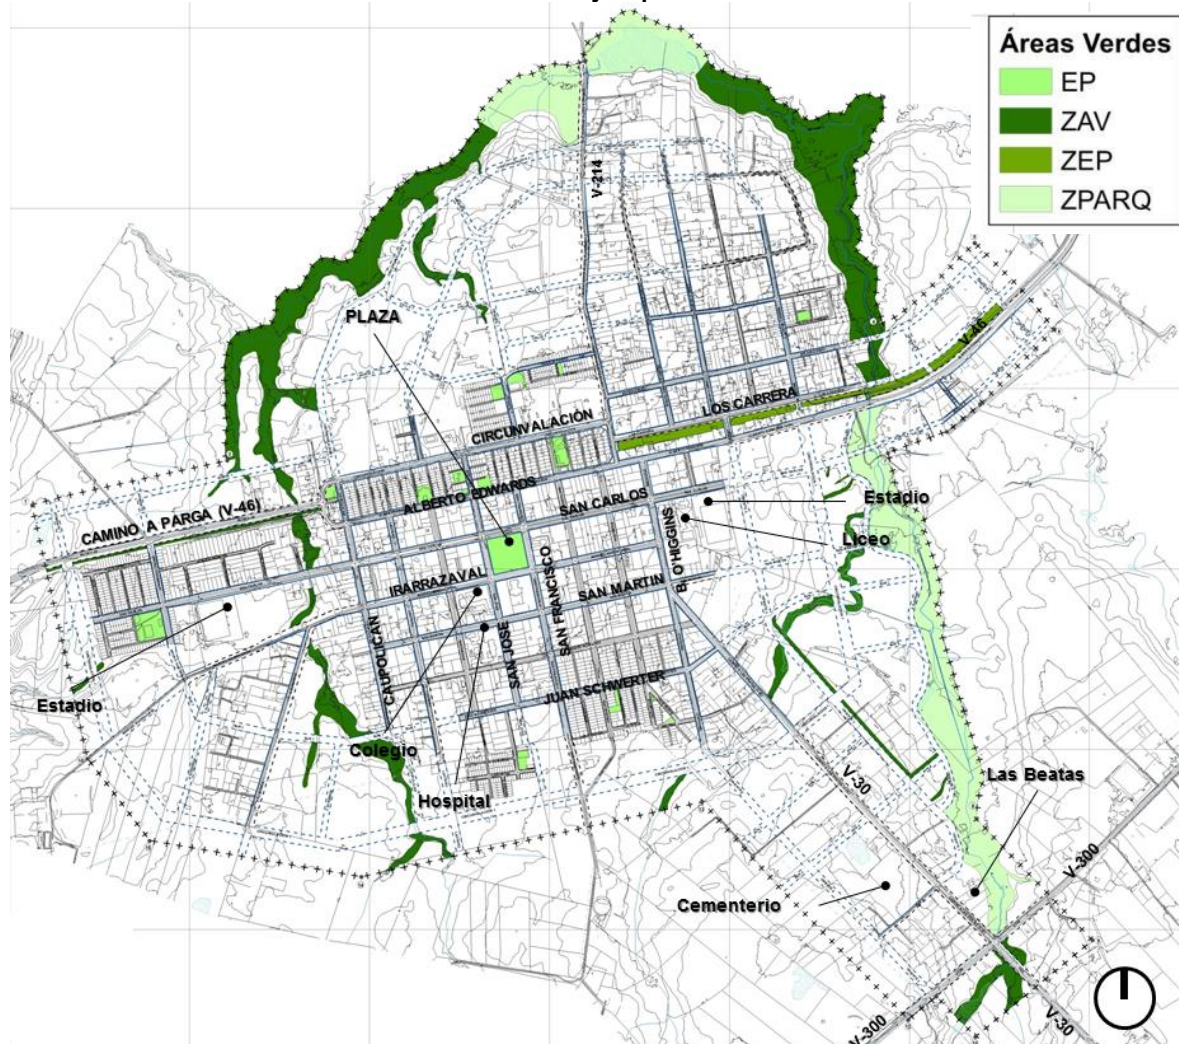 Áreas Verdes
EP
ZAV
ZEP
ZPARQ
V-214
PLAZA
V-46
LOS CARRERA
CIRCUNVALACIÓN
ALBERTO EDWARDS
SAN CARLOS
Estadio
CAMINO A PARGA (V-46)
Liceo
B. O'HIGGINS
IRARRAZAVAL
SAN FRANCISCO
SAN MARTIN
CAUPOLICAN
SAN JOSE
JUAN SCHWERTER
Estadio
Colegio
Hospital
V-30
Las Beatas
V-300
Cementerio
V-300
V-30